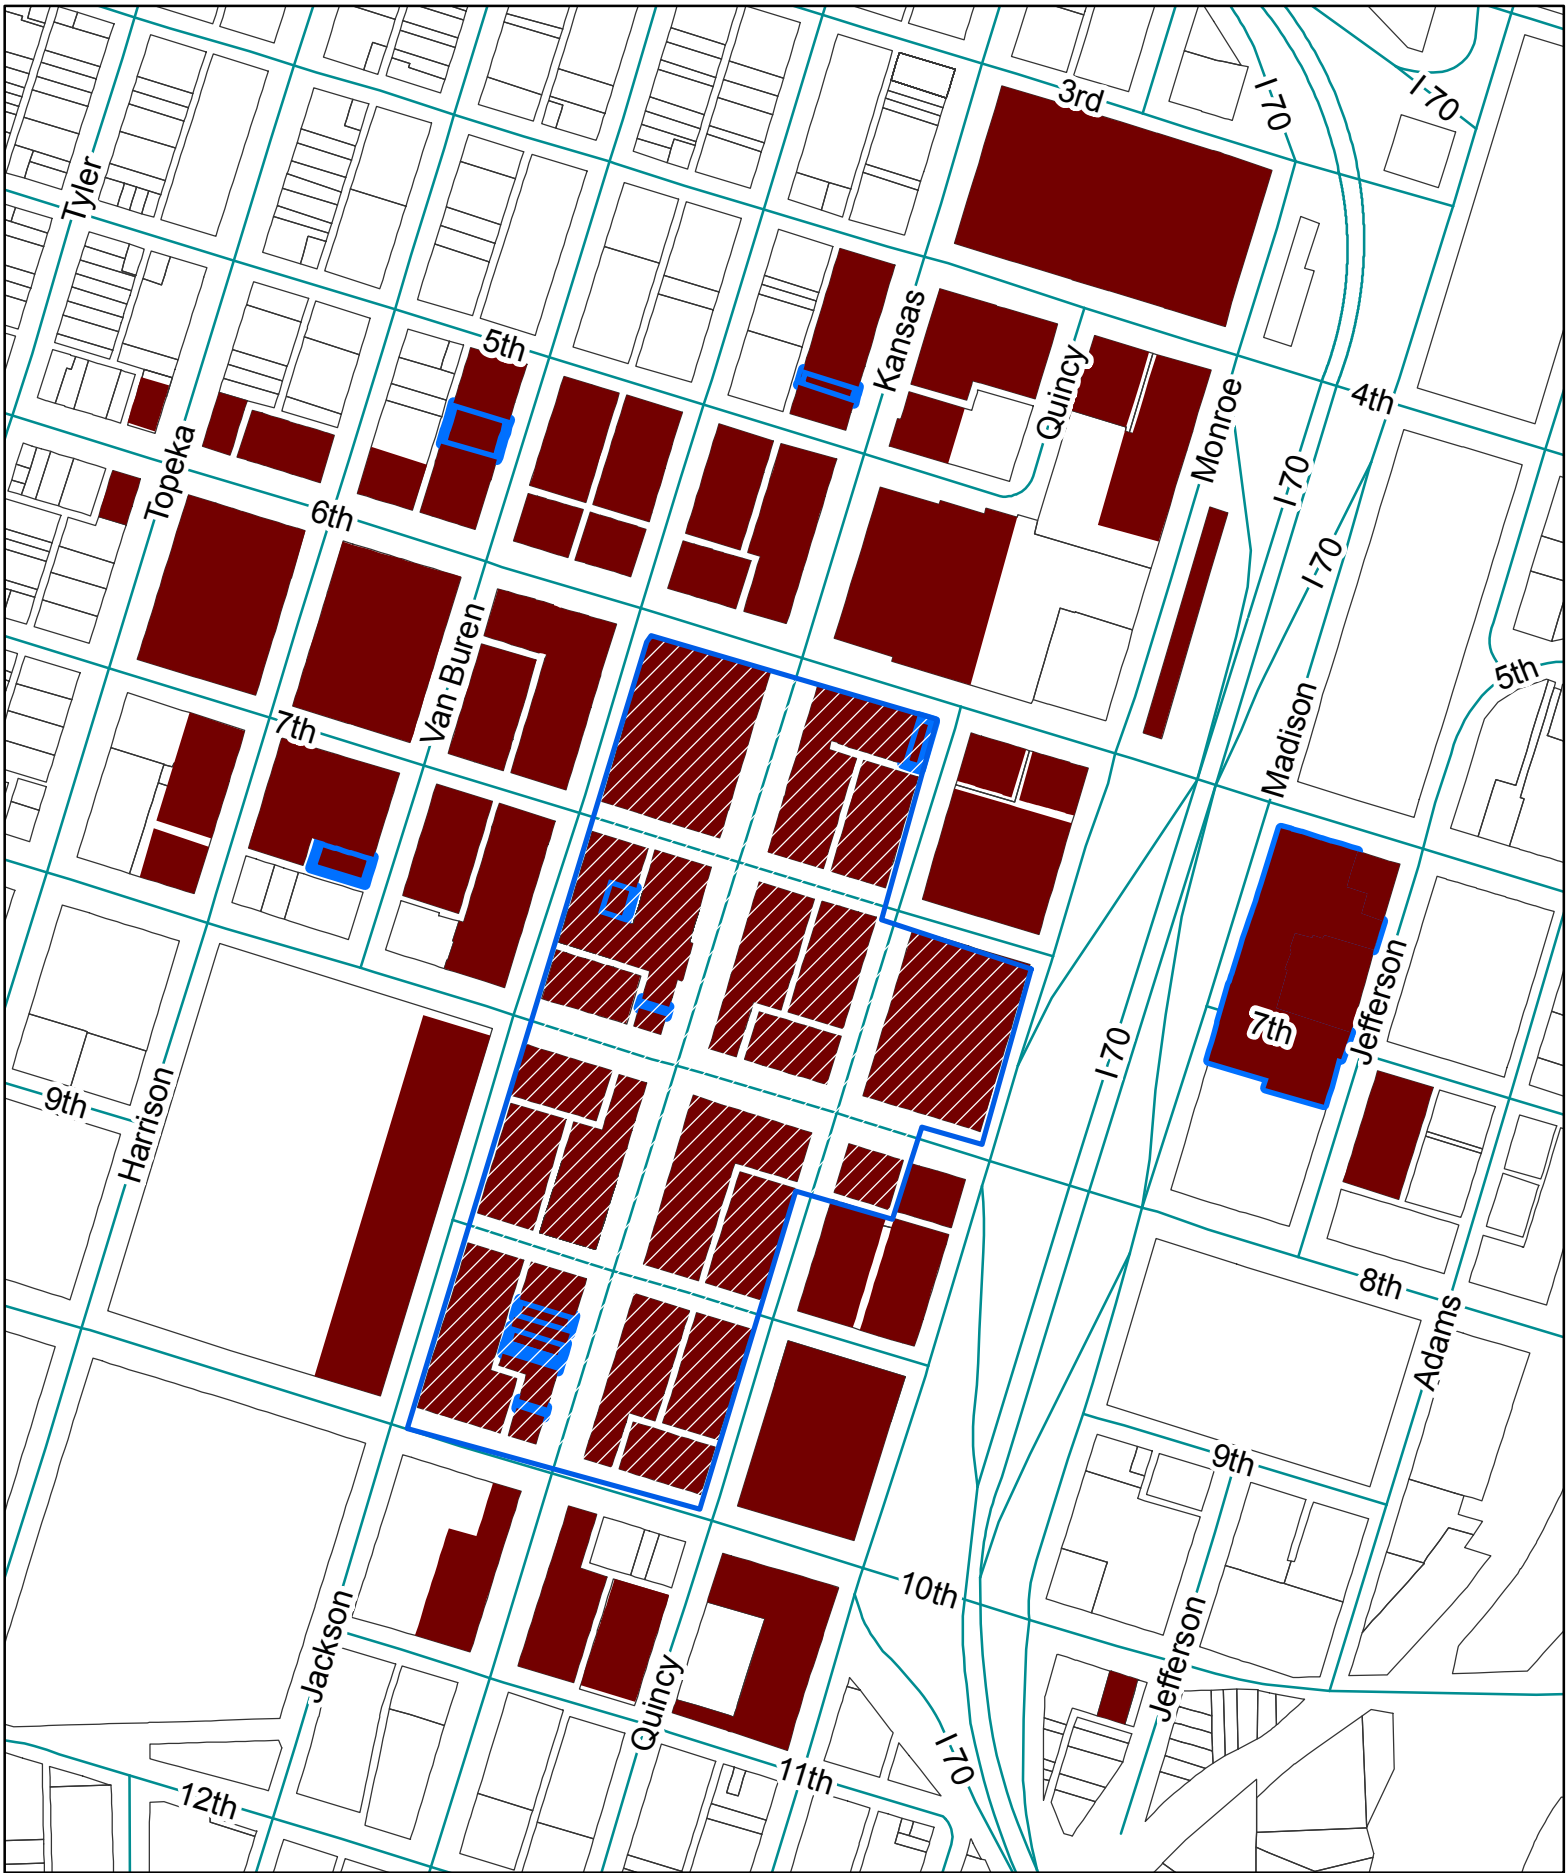 3rd
I-70
I-70
Tyler
Kansas
5th
Quincy
4th
Monroe
Topeka
I-70
6th
I-70
Van Buren
5th
7th
Madison
Jefferson
7th
I-70
9th
Harrison
8th
Adams
9th
10th
Jackson
Jefferson
Quincy
I-70
11th
12th